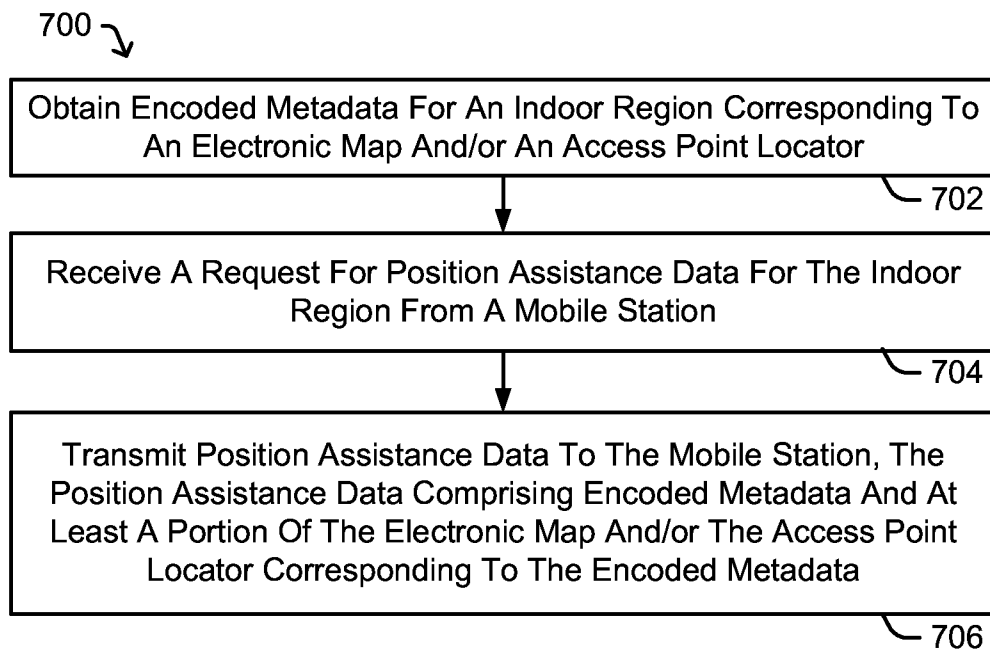 700
Obtain Encoded Metadata For An Indoor Region Corresponding To
An Electronic Map And/or An Access Point Locator
702
Receive A Request For Position Assistance Data For The Indoor
Region From A Mobile Station
704
Transmit Position Assistance Data To The Mobile Station, The
Position Assistance Data Comprising Encoded Metadata And At
Least A Portion Of The Electronic Map And/or The Access Point
Locator Corresponding To The Encoded Metadata
706